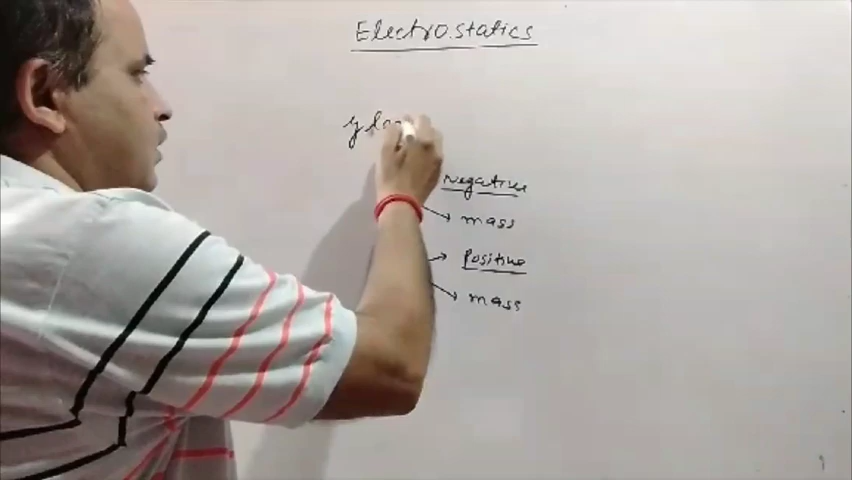 Electrostatics
Negative
mass
Positive
mass